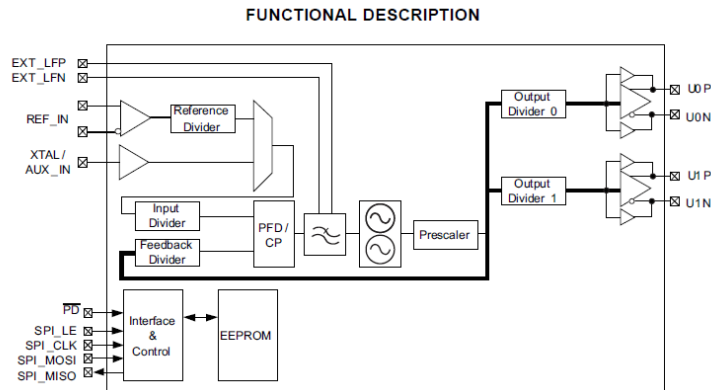 FUNCTIONAL DESCRIPTION
EXT_LFP
EXT_LFN
REF_IN
Reference
Divider
XTAL/
AUX_IN
Input
Divider
Feedback
Divider
PFD/
CP
Prescaler
Output
Divider 0
Output
Divider 1
U0P
U0N
U1P
U1N
PD
SPI_LE
SPI_CLK
SPI_MOSI
SPI_MISO
Interface
&
Control
EEPROM